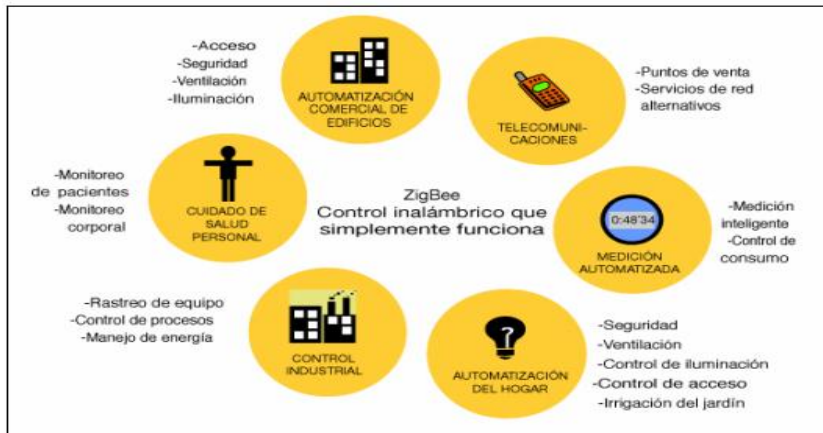 -Acceso
-Seguridad
-Ventilación
-Iluminación
AUTOMATIZACIÓN
COMERCIAL DE
EDIFICIOS
TELECOMUNI-
CACIONES
-Puntos de venta
-Servicios de red
alternativos
-Monitoreo
de pacientes
-Monitoreo
corporal
CUIDADO DE
SALUD
PERSONAL
ZigBee
Control inalámbrico que
simplemente funciona
0:48'34
MEDICIÓN
AUTOMATIZADA
-Medición
inteligente
-Control de
consumo
-Rastreo de equipo
-Control de procesos
-Manejo de energía
CONTROL
INDUSTRIAL
?
AUTOMATIZACIÓN
DEL HOGAR
-Seguridad
-Ventilación
-Control de iluminación
-Control de acceso
-Irrigación del jardín